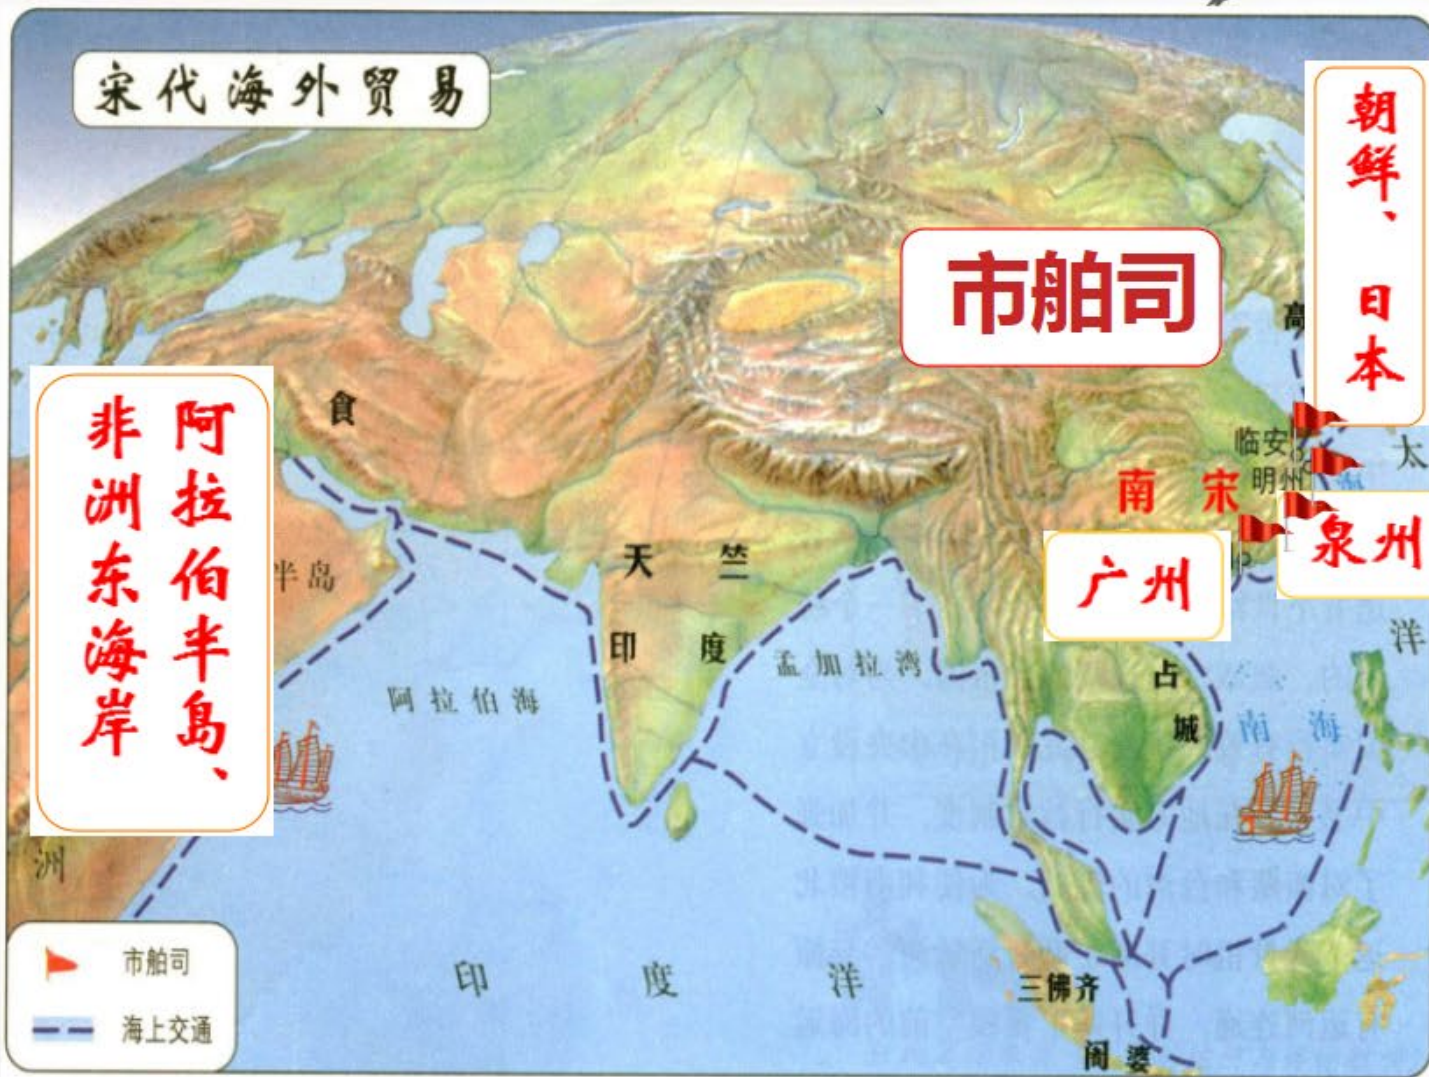 宋代海外贸易
朝鲜、日本
市舶司
高
食
阿拉伯半岛、
非洲东海岸
临安
太
明州
南宋
泉州
广州
天竺
半岛
印度
洋
孟加拉湾
占城
阿拉伯海
南海
洲
市舶司
印度洋
三佛齐
海上交通
阇婆